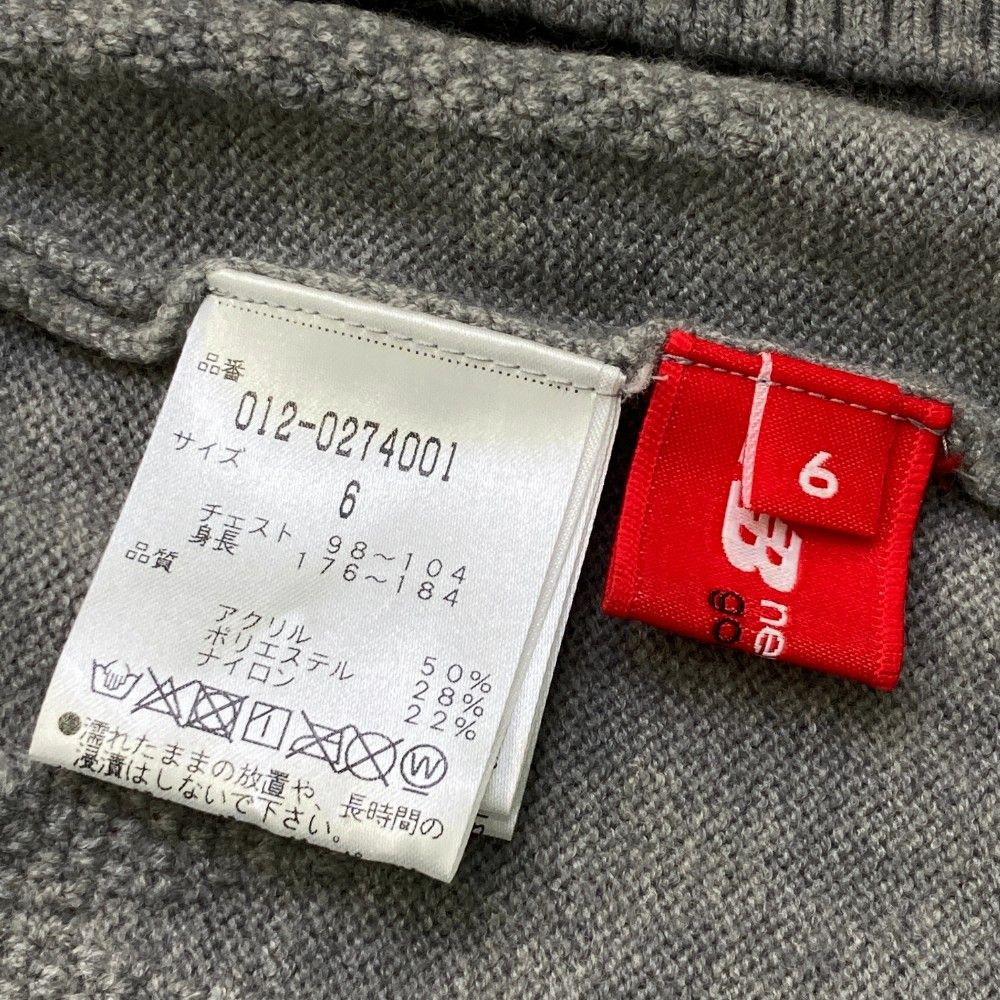 品番
012-0274001
サイズ
6
チェスト 98~104
身長 176~184
品質
アクリル 50%
ポリエステル 28%
ナイロン 22%
W
●濡れたままの放置や、長時間の
浸漬はしないで下さい。
6
B
ne
go